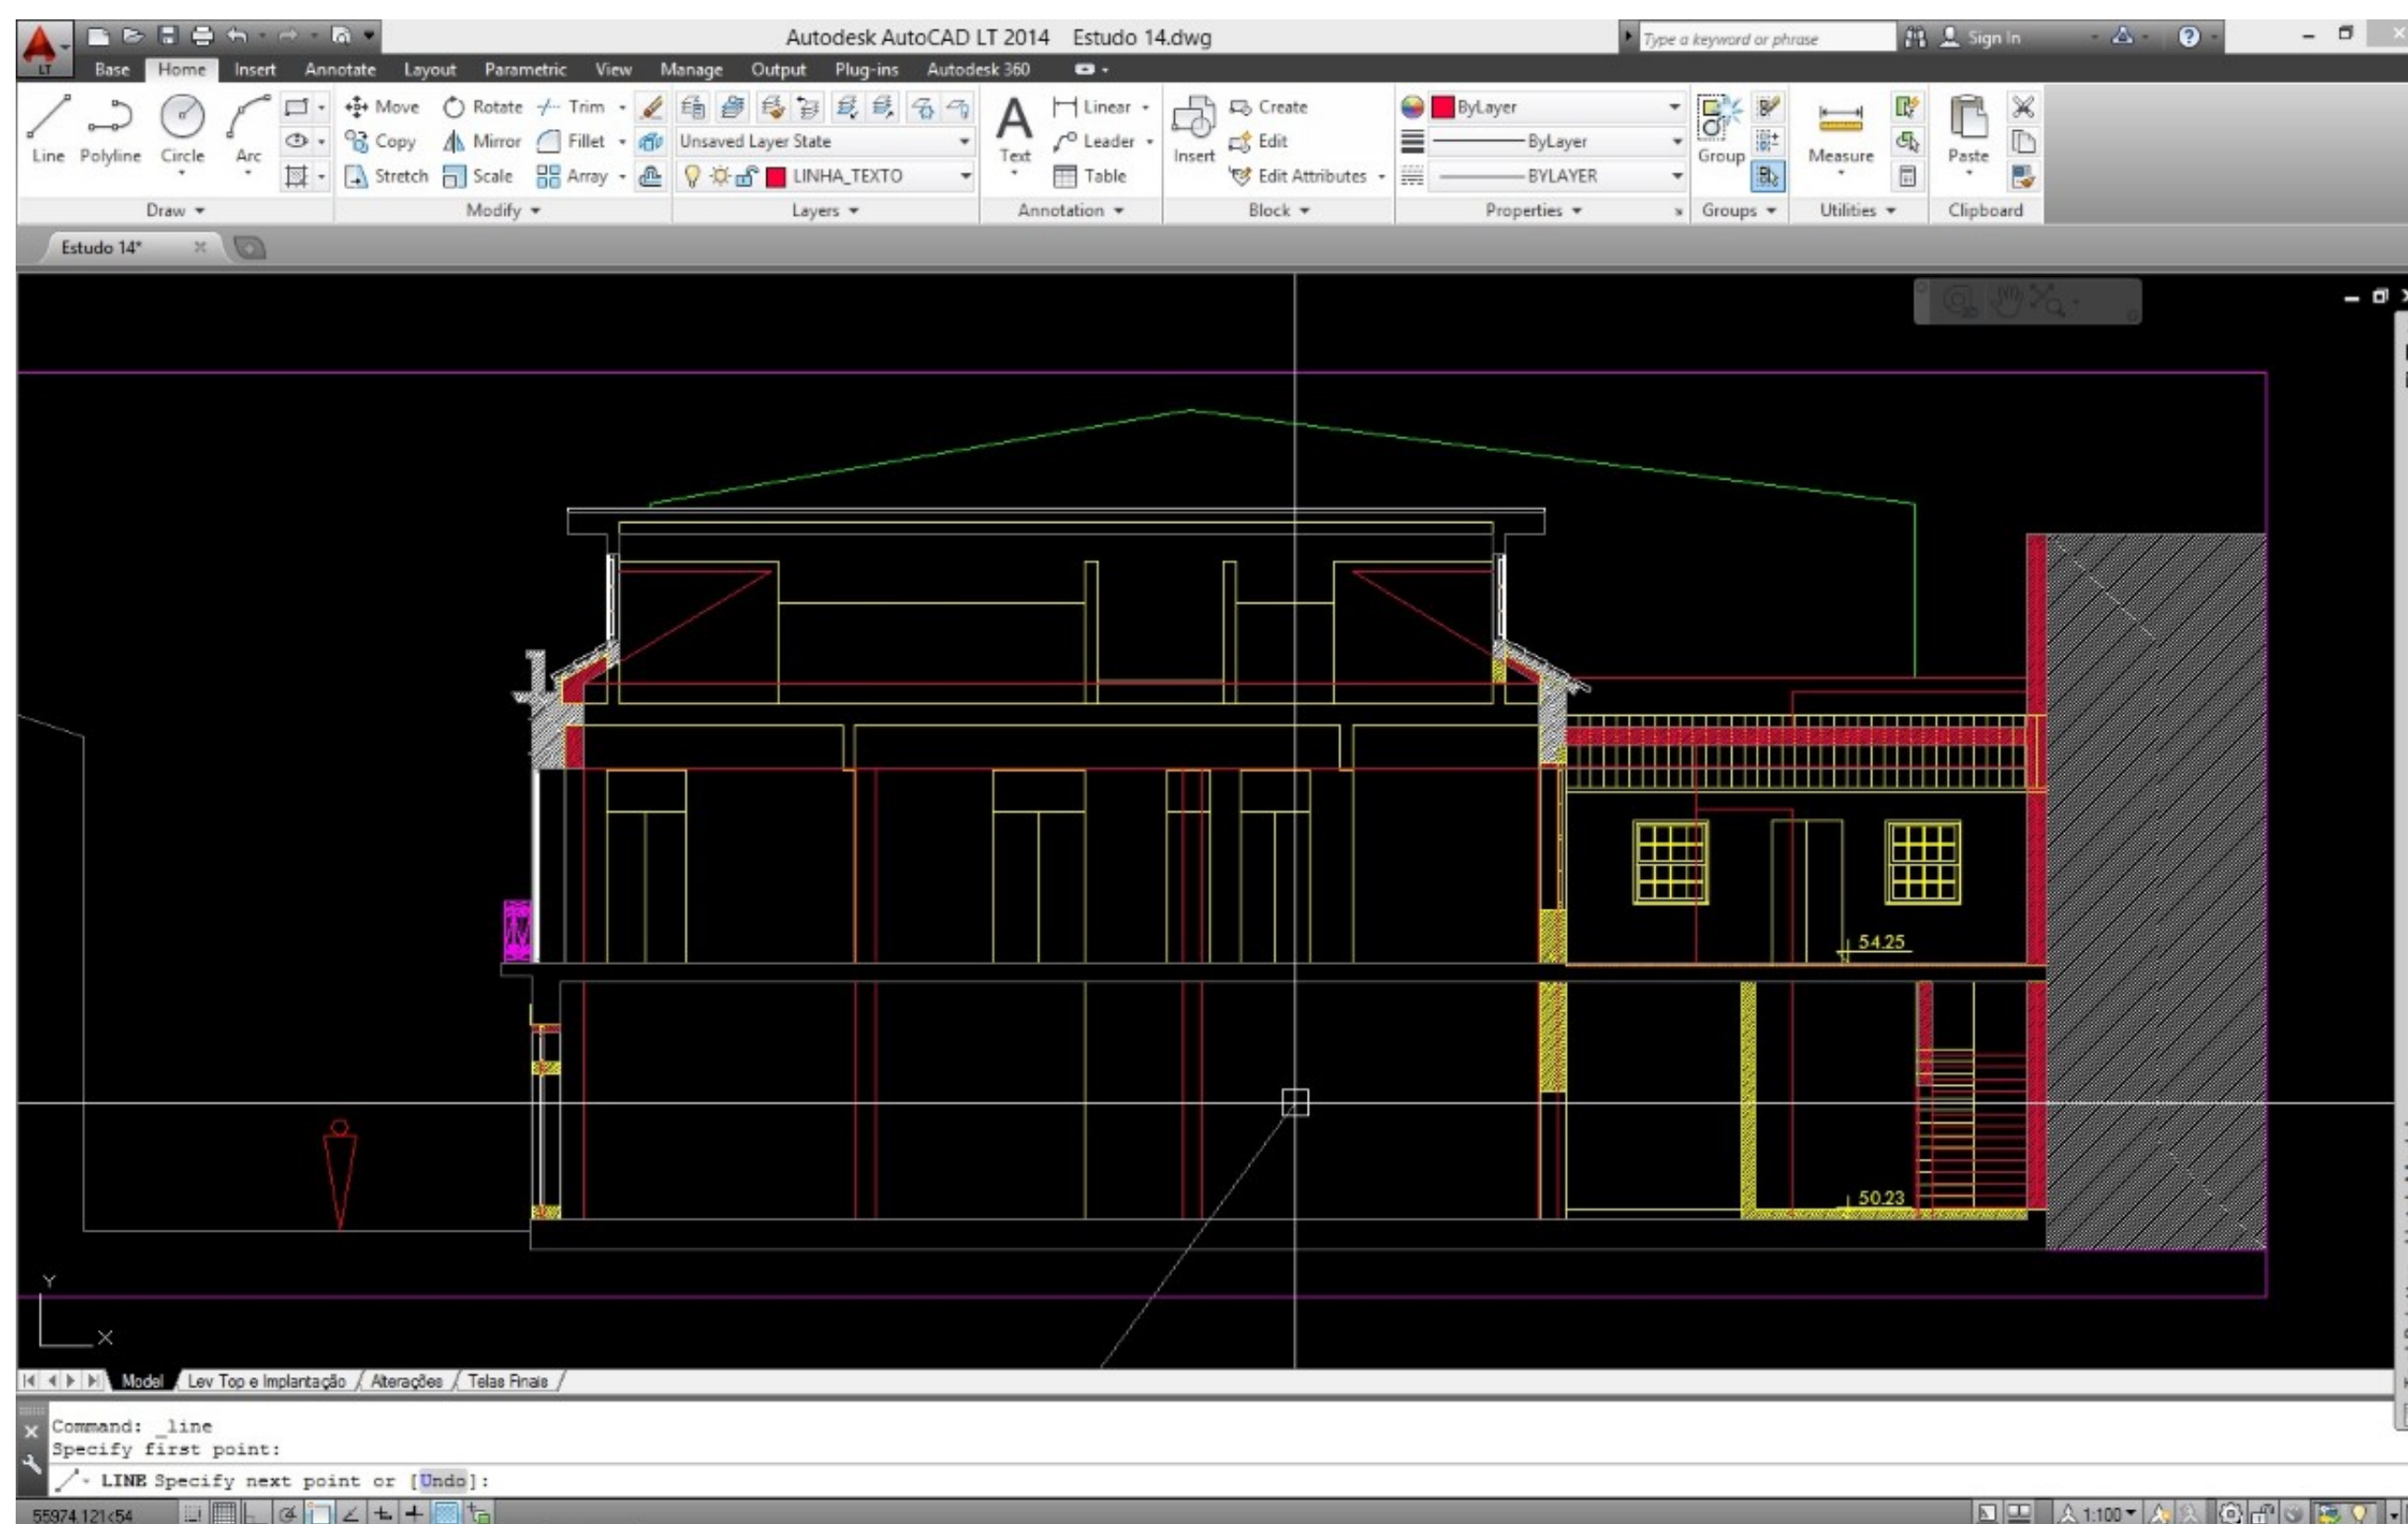 Autodesk AutoCAD LT 2014 Estudo 14.dwg
Type a keyword or phrase
Sign In
LT
Base Home Insert Annotate Layout Parametric View Manage Output Plug-ins Autodesk 360
Move Rotate Trim
Linear
Create
ByLayer
Copy Mirror Fillet
Unsaved Layer State
Leader
Edit
ByLayer
Line Polyline Circle Arc
Text
Insert
Group
Measure
Paste
Stretch Scale Array
LINHA_TEXTO
Table
Edit Attributes
BYLAYER
Draw Modify Layers Annotation Block Properties Groups Utilities Clipboard
Estudo 14*
54.25
50.23
Y
X
Model Lev Top e Implantação Alterações Telas Finais
Command: _line
Specify first point:
LINE Specify next point or [Undo]:
55974.121<54
1:100